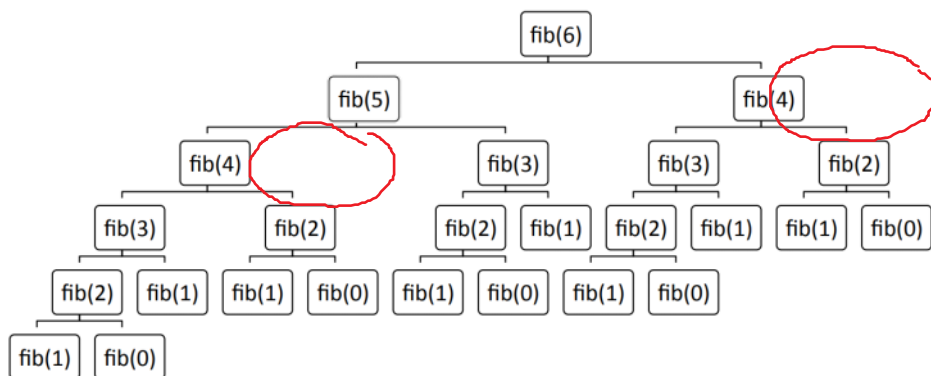 fib(6)
fib(5) fib(4)
fib(4) fib(3) fib(3) fib(2)
fib(3) fib(2) fib(2) fib(1) fib(2) fib(1) fib(1) fib(0)
fib(2) fib(1) fib(1) fib(0) fib(1) fib(0) fib(1) fib(0)
fib(1) fib(0)